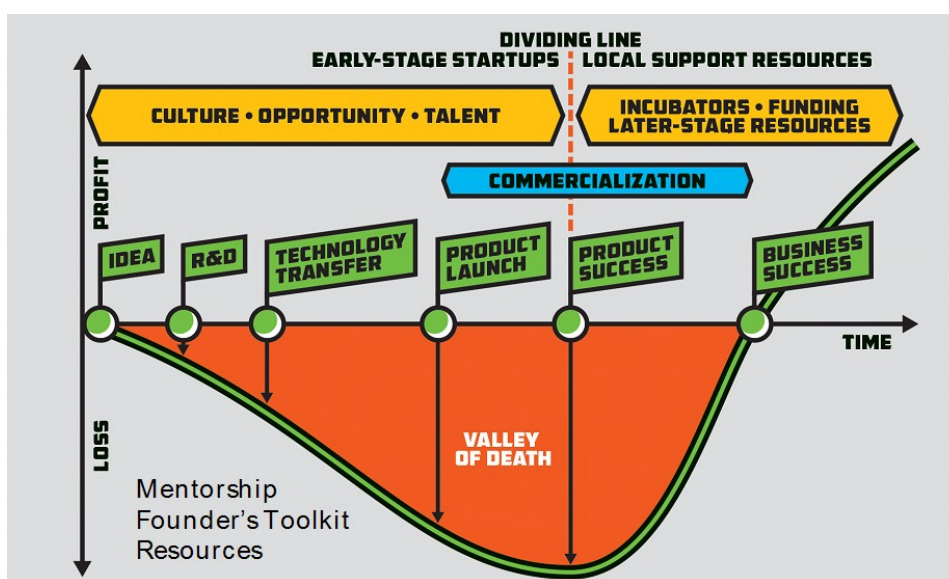 DIVIDING LINE
EARLY-STAGE STARTUPS LOCAL SUPPORT RESOURCES
CULTURE • OPPORTUNITY • TALENT
INCUBATORS • FUNDING
LATER-STAGE RESOURCES
COMMERCIALIZATION
PROFIT
IDEA
R&D
TECHNOLOGY
TRANSFER
PRODUCT
LAUNCH
PRODUCT
SUCCESS
BUSINESS
SUCCESS
TIME
LOSS
VALLEY
OF DEATH
Mentorship
Founder's Toolkit
Resources